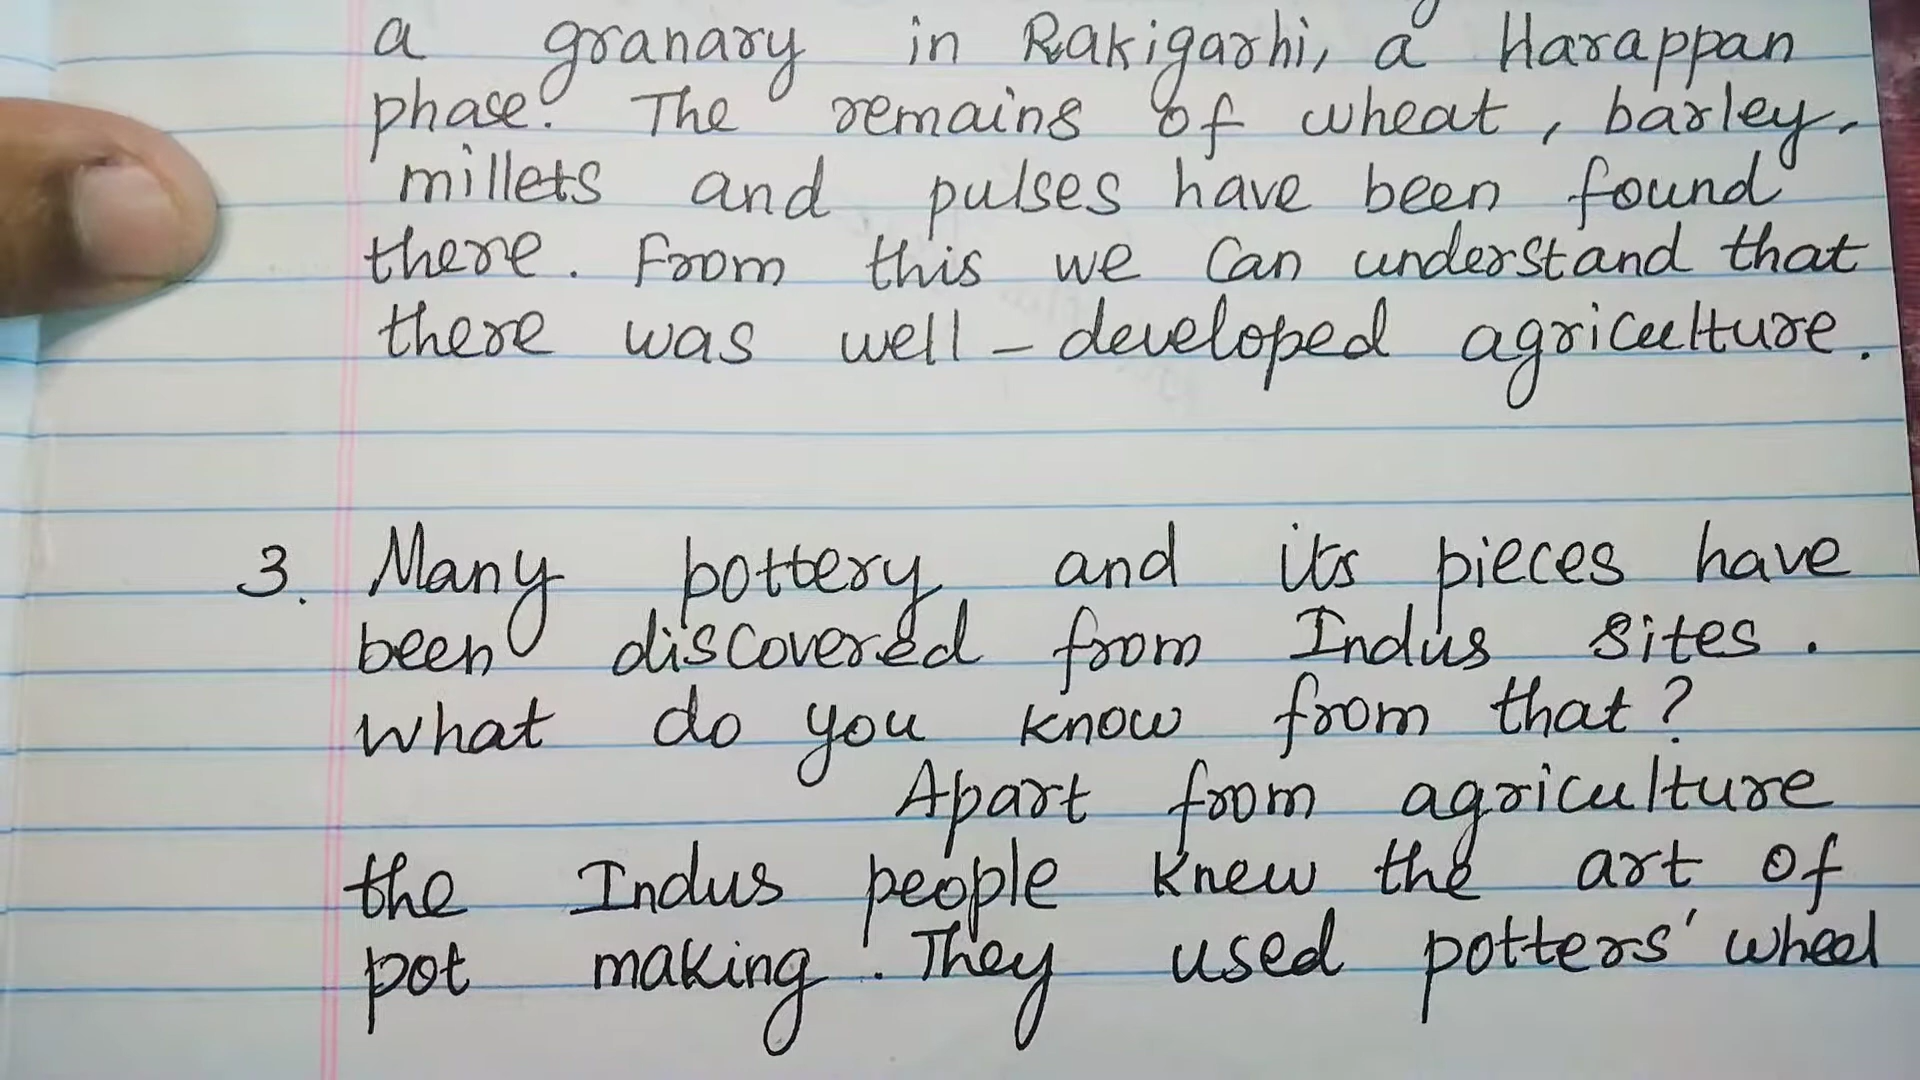 a granary in Rakigarhi, a Harappan
phase. The remains of wheat, barley,
millets and pulses have been found
there. From this we can understand that
there was well-developed agriculture.
3. Many pottery and its pieces have
been discovered from Indus sites.
what do you know from that?
Apart from agriculture
the Indus people knew the art of
pot making. They used potters' wheel